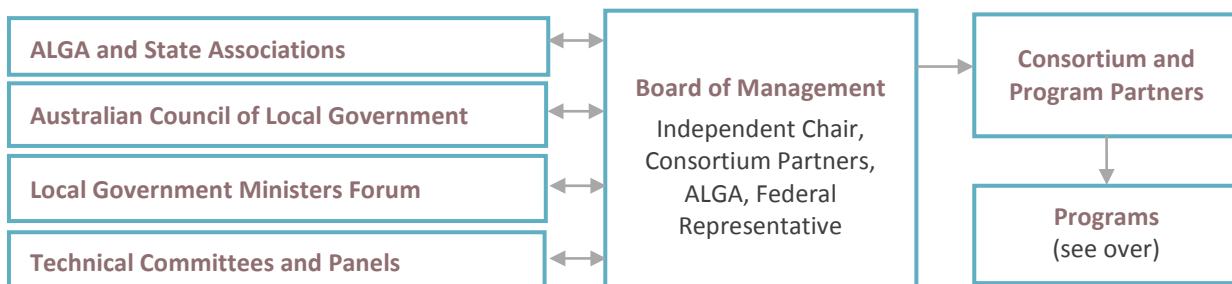 ALGA and State Associations
Australian Council of Local Government
Local Government Ministers Forum
Technical Committees and Panels
Board of Management
Independent Chair,
Consortium Partners,
ALGA, Federal
Representative
Consortium and
Program Partners
Programs
(see over)